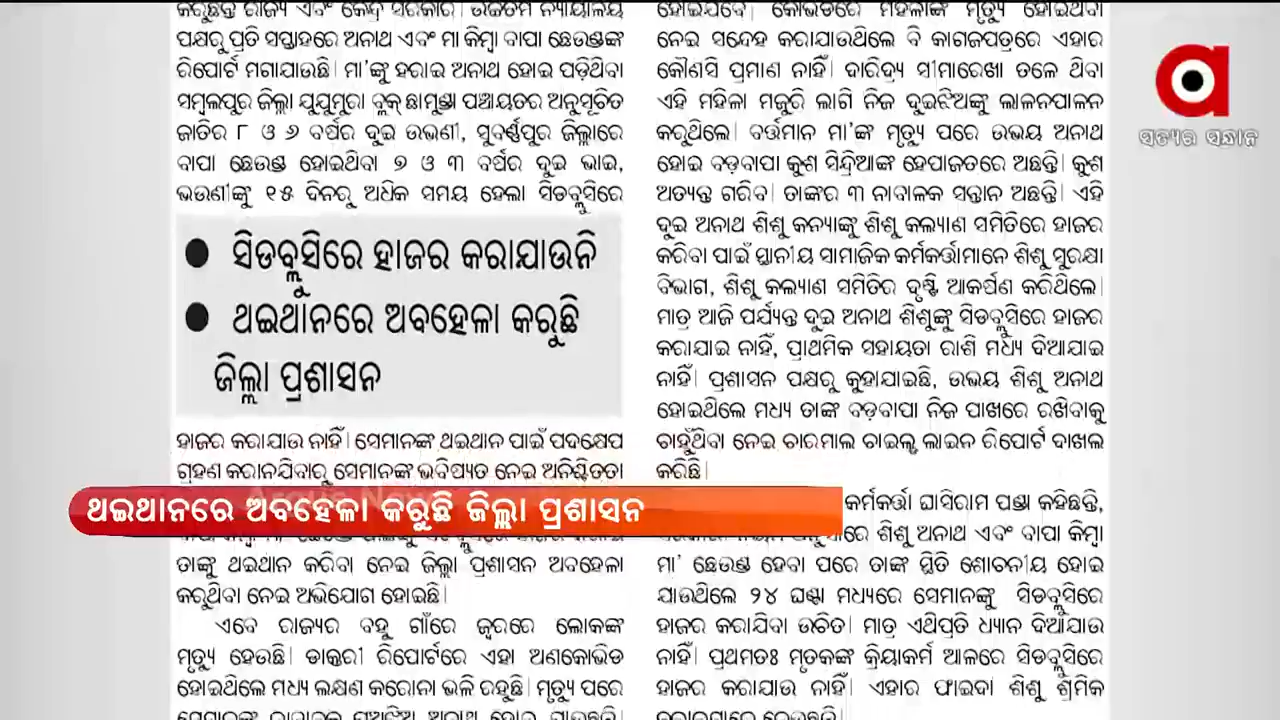 କରୁଛନ୍ତି ରାଜ୍ୟ ଏବଂ କେନ୍ଦ୍ର ସରକାର। ଉଚ୍ଚତମ ନ୍ୟାୟାଳୟ
ପକ୍ଷରୁ ପ୍ରତି ସପ୍ତାହରେ ଅନାଥ ଏବଂ ମା କିମ୍ବା ବାପା ଛେଉଣ୍ଡଙ୍କ
ରିପୋର୍ଟ ମଗାଯାଉଛି। ମା'ଙ୍କୁ ହରାଇ ଅନାଥ ହୋଇ ପଡ଼ିଥିବା
ସମ୍ବଲପୁର ଜିଲ୍ଲା ଯୁଯୁମୁରା ବ୍ଲକ୍ ଛାମୁଣ୍ଡା ପଞ୍ଚାୟତର ଅନୁସୂଚିତ
ଜାତିର ୮ ଓ ୬ ବର୍ଷର ଦୁଇ ଉଭଣୀ, ସୁବର୍ଣ୍ଣପୁର ଜିଲ୍ଲାରେ
ବାପା ଛେଉଣ୍ଡ ହୋଇଥିବା ୭ ଓ ୩ ବର୍ଷର ଦୁଇ ଭାଇ,
ଭଉଣୀଙ୍କୁ ୧୫ ଦିନରୁ ଅଧିକ ସମୟ ହେଲା ସିଡବ୍ଲୁସିରେ
● ସିଡବ୍ଲୁସିରେ ହାଜର କରାଯାଉନି
● ଥଇଥାନରେ ଅବହେଳା କରୁଛି
ଜିଲ୍ଲା ପ୍ରଶାସନ
ହାଜର କରାଯାଉ ନାହିଁ। ସେମାନଙ୍କ ଥଇଥାନ ପାଇଁ ପଦକ୍ଷେପ
ଗ୍ରହଣ କରାନଯିବାରୁ ସେମାନଙ୍କ ଭବିଷ୍ୟତ ନେଇ ଅନିଶ୍ଚିତତା
ତାଙ୍କୁ ଥଇଥାନ କରିବା ନେଇ ଜିଲ୍ଲା ପ୍ରଶାସନ ଅବହେଳା
କରୁଥିବା ନେଇ ଅଭିଯୋଗ ହୋଇଛି।
ଏବେ ରାଜ୍ୟର ବହୁ ଗାଁରେ ଜ୍ୱରରେ ଲୋକଙ୍କ
ମୃତ୍ୟୁ ହେଉଛି। ଡାକ୍ତରୀ ରିପୋର୍ଟରେ ଏହା ଅଣକୋଭିଡ
ହୋଇଥିଲେ ମଧ୍ୟ ଲକ୍ଷଣ କରୋନା ଭଳି ରହୁଛି। ମୃତ୍ୟୁ ପରେ
ହୋଇଯିବେ। କୋଭିଡରେ ମହିଳାଙ୍କ ମୃତ୍ୟୁ ହୋଇଥିବା
ନେଇ ସନ୍ଦେହ କରାଯାଉଥିଲେ ବି କାଗଜପତ୍ରରେ ଏହାର
କୌଣସି ପ୍ରମାଣ ନାହିଁ। ଦାରିଦ୍ର୍ୟ ସୀମାରେଖା ତଳେ ଥିବା
ଏହି ମହିଳା ମଜୁରି ଲାଗି ନିଜ ଦୁଇଝିଅଙ୍କୁ ଲାଳନପାଳନ
କରୁଥିଲେ। ବର୍ତ୍ତମାନ ମା'ଙ୍କ ମୃତ୍ୟୁ ପରେ ଉଭୟ ଅନାଥ
ହୋଇ ବଡ଼ବାପା କୁଶ ସିନ୍ଦ୍ରିଆଙ୍କ ହେପାଜତରେ ଅଛନ୍ତି। କୁଶ
ଅତ୍ୟନ୍ତ ଗରିବ। ତାଙ୍କର ୩ ନାବାଳକ ସନ୍ତାନ ଅଛନ୍ତି। ଏହି
ଦୁଇ ଅନାଥ ଶିଶୁ କନ୍ୟାଙ୍କୁ ଶିଶୁ କଲ୍ୟାଣ ସମିତିରେ ହାଜର
କରିବା ପାଇଁ ସ୍ଥାନୀୟ ସାମାଜିକ କର୍ମକର୍ତ୍ତାମାନେ ଶିଶୁ ସୁରକ୍ଷା
ବିଭାଗ, ଶିଶୁ କଲ୍ୟାଣ ସମିତିର ଦୃଷ୍ଟି ଆକର୍ଷଣ କରିଥିଲେ।
ମାତ୍ର ଆଜି ପର୍ଯ୍ୟନ୍ତ ଦୁଇ ଅନାଥ ଶିଶୁଙ୍କୁ ସିଡବ୍ଲୁସିରେ ହାଜର
କରାଯାଇ ନାହିଁ, ପ୍ରାଥମିକ ସହାୟତା ରାଶି ମଧ୍ୟ ଦିଆଯାଇ
ନାହିଁ। ପ୍ରଶାସନ ପକ୍ଷରୁ କୁହାଯାଇଛି, ଉଭୟ ଶିଶୁ ଅନାଥ
ହୋଇଥିଲେ ମଧ୍ୟ ତାଙ୍କ ବଡ଼ବାପା ନିଜ ପାଖରେ ରଖିବାକୁ
ଚାହୁଁଥିବା ନେଇ ଚାରମାଲ ଚାଇଲ୍ଡ ଲାଇନ ରିପୋର୍ଟ ଦାଖଲ
କରିଛି।
କର୍ମକର୍ତ୍ତା ଘାସିରାମ ପଣ୍ଡା କହିଛନ୍ତି,
ଶିଶୁ ଅନାଥ ଏବଂ ବାପା କିମ୍ବା
ମା' ଛେଉଣ୍ଡ ହେବା ପରେ ତାଙ୍କ ସ୍ଥିତି ଶୋଚନୀୟ ହୋଇ
ଯାଉଥିଲେ ୨୪ ଘଣ୍ଟା ମଧ୍ୟରେ ସେମାନଙ୍କୁ ସିଡବ୍ଲୁସିରେ
ହାଜର କରାଯିବା ଉଚିତ। ମାତ୍ର ଏଥିପ୍ରତି ଧ୍ୟାନ ଦିଆଯାଉ
ନାହିଁ। ପ୍ରଥମତଃ ମୃତକଙ୍କ କ୍ରିୟାକର୍ମ ଆଳରେ ସିଡବ୍ଲୁସିରେ
ହାଜର କରାଯାଉ ନାହିଁ। ଏହାର ଫାଇଦା ଶିଶୁ ଶ୍ରମିକ
ଥଇଥାନରେ ଅବହେଳା କରୁଛି ଜିଲ୍ଲା ପ୍ରଶାସନ
ସତ୍ୟର ସନ୍ଧାନ